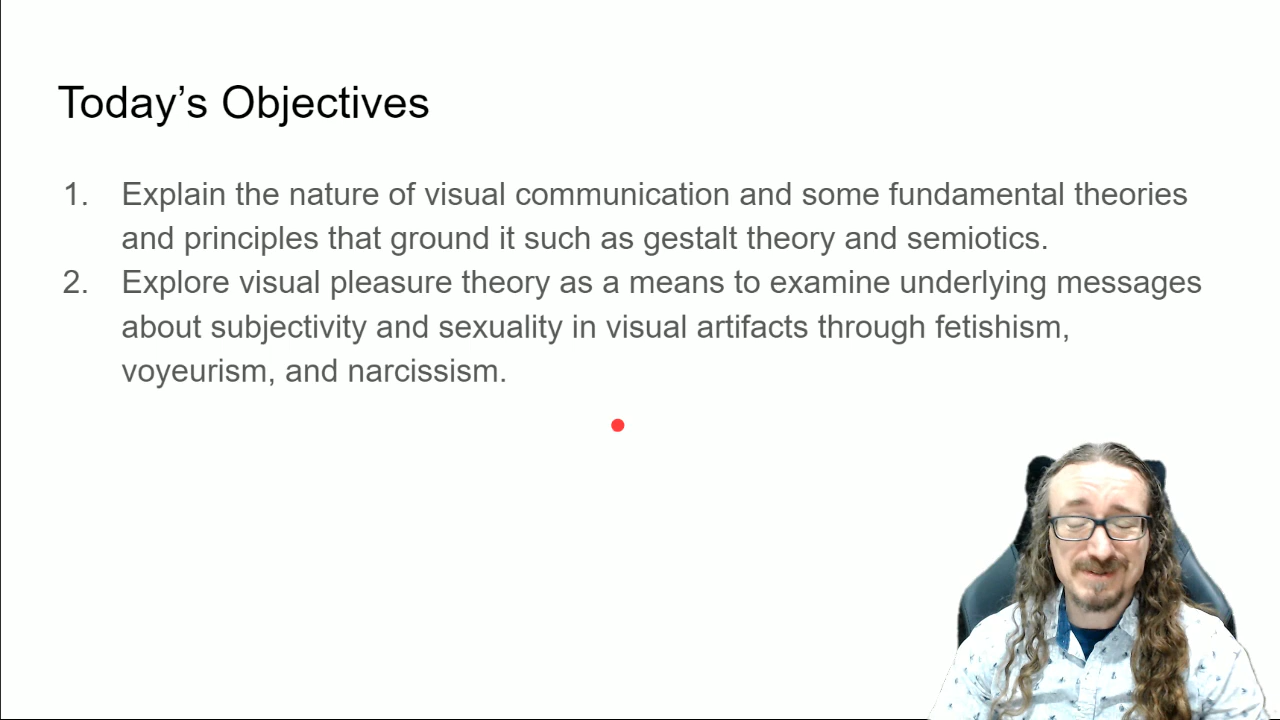 Today’s Objectives
1. Explain the nature of visual communication and some fundamental theories
and principles that ground it such as gestalt theory and semiotics.
2. Explore visual pleasure theory as a means to examine underlying messages
about subjectivity and sexuality in visual artifacts through fetishism,
voyeurism, and narcissism.